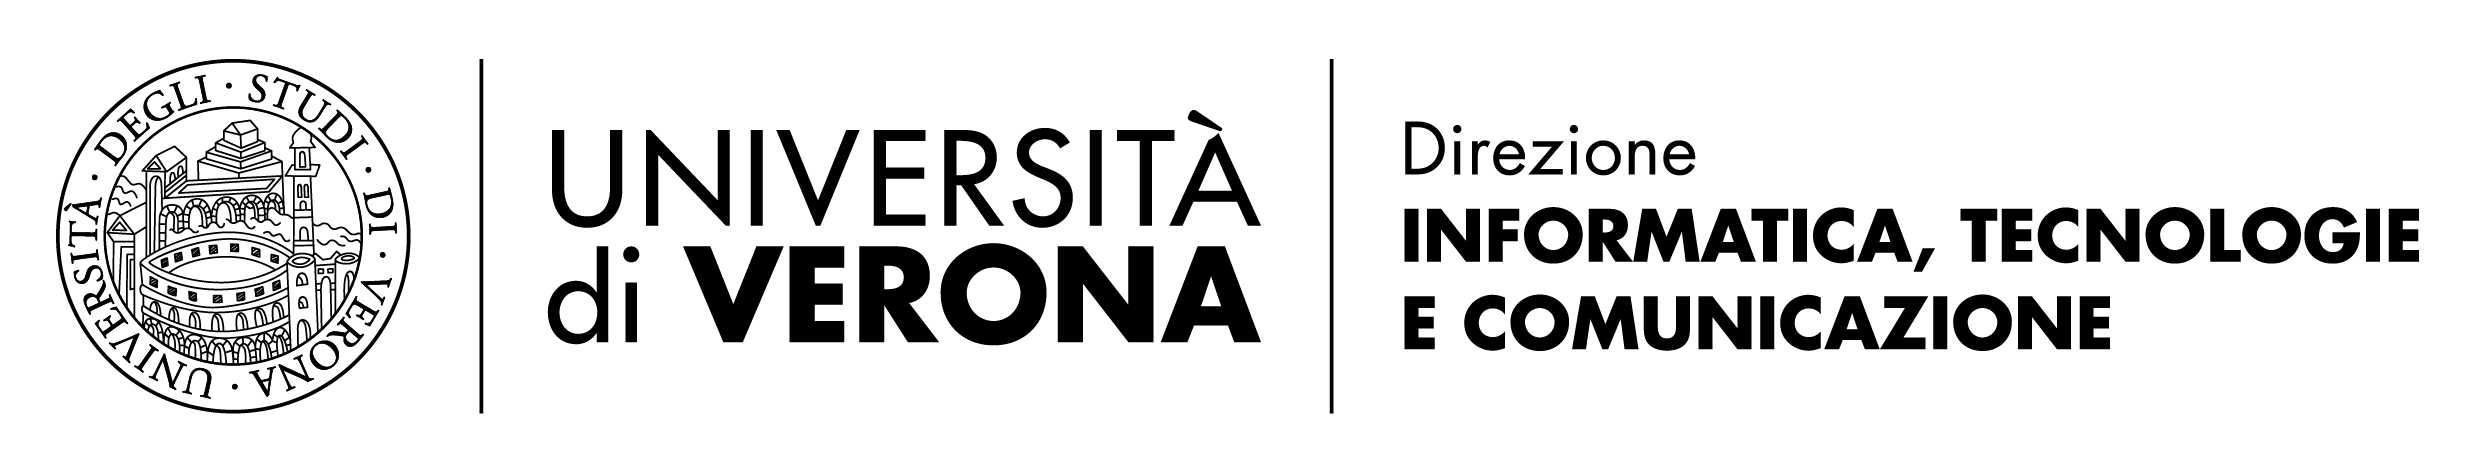 UNIVERSITÀ · DEGLI · STUDI · DI · VERONA ·
UNIVERSITÀ
di VERONA
Direzione
INFORMATICA, TECNOLOGIE
E COMUNICAZIONE